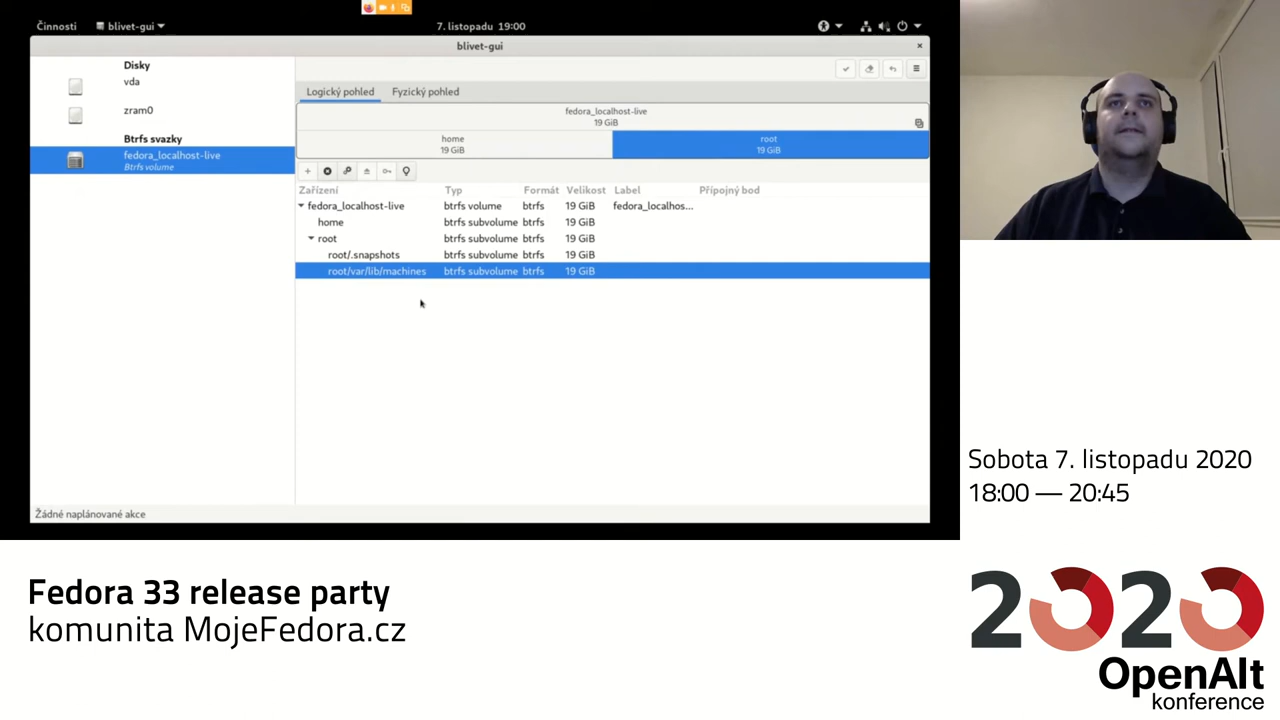 Činnosti blivet-gui 7. listopadu 19:00
blivet-gui
Disky
vda
zram0
Btrfs svazky
fedora_localhost-live
Btrfs volume
Logický pohled Fyzický pohled
fedora_localhost-live
19 GiB
home root
19 GiB 19 GiB
Zařízení Typ Formát Velikost Label Přípojný bod
fedora_localhost-live btrfs volume btrfs 19 GiB fedora_localhos...
home btrfs subvolume btrfs 19 GiB
root btrfs subvolume btrfs 19 GiB
root/.snapshots btrfs subvolume btrfs 19 GiB
root/var/lib/machines btrfs subvolume btrfs 19 GiB
Žádné naplánované akce
Sobota 7. listopadu 2020
18:00 — 20:45
Fedora 33 release party
komunita MojeFedora.cz
2020
OpenAlt
konference